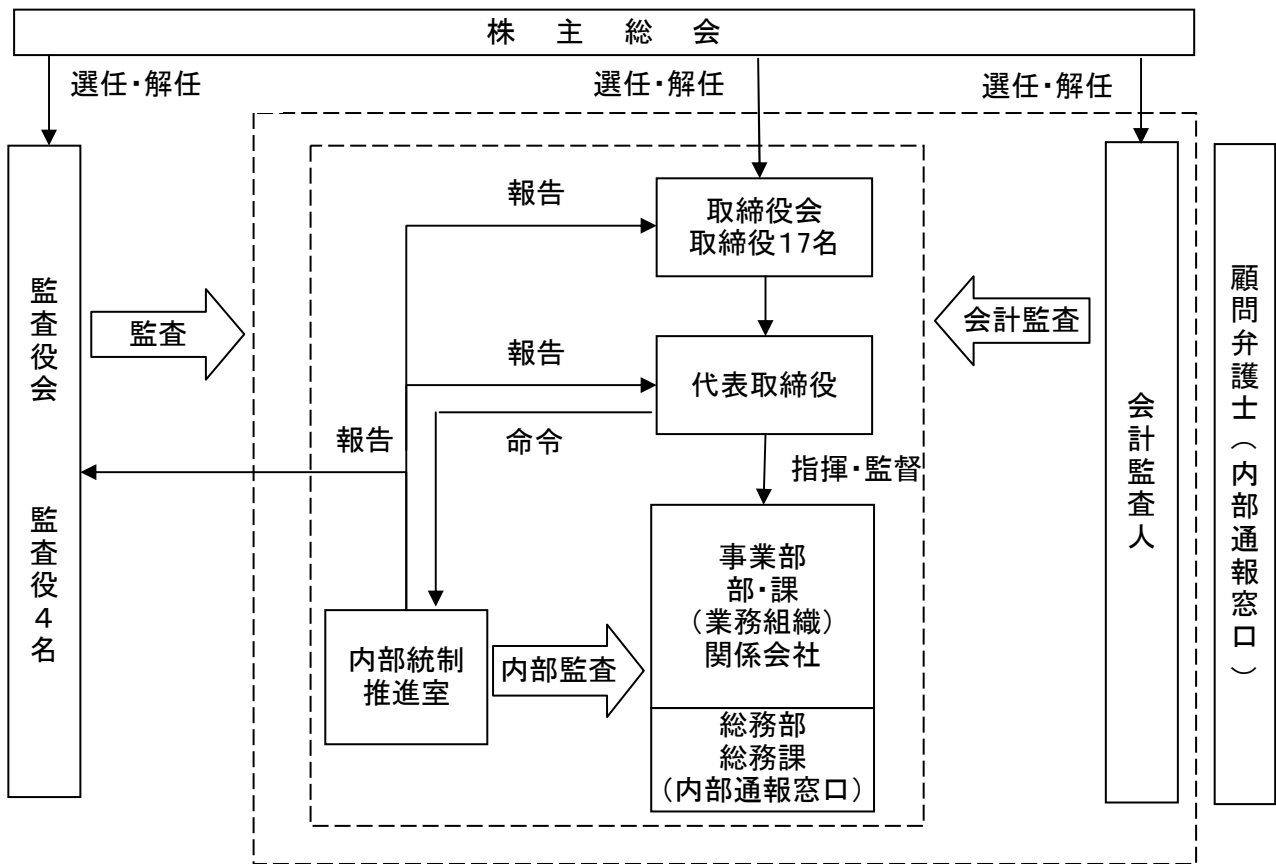 株 主 総 会
選任・解任
選任・解任
選任・解任
監査役会 監査役4名
監査
報告
取締役会
取締役17名
報告
代表取締役
報告
命令
指揮・監督
内部統制
推進室
内部監査
事業部
部・課
(業務組織)
関係会社
総務部
総務課
(内部通報窓口)
会計監査
会計監査人
顧問弁護士(内部通報窓口)